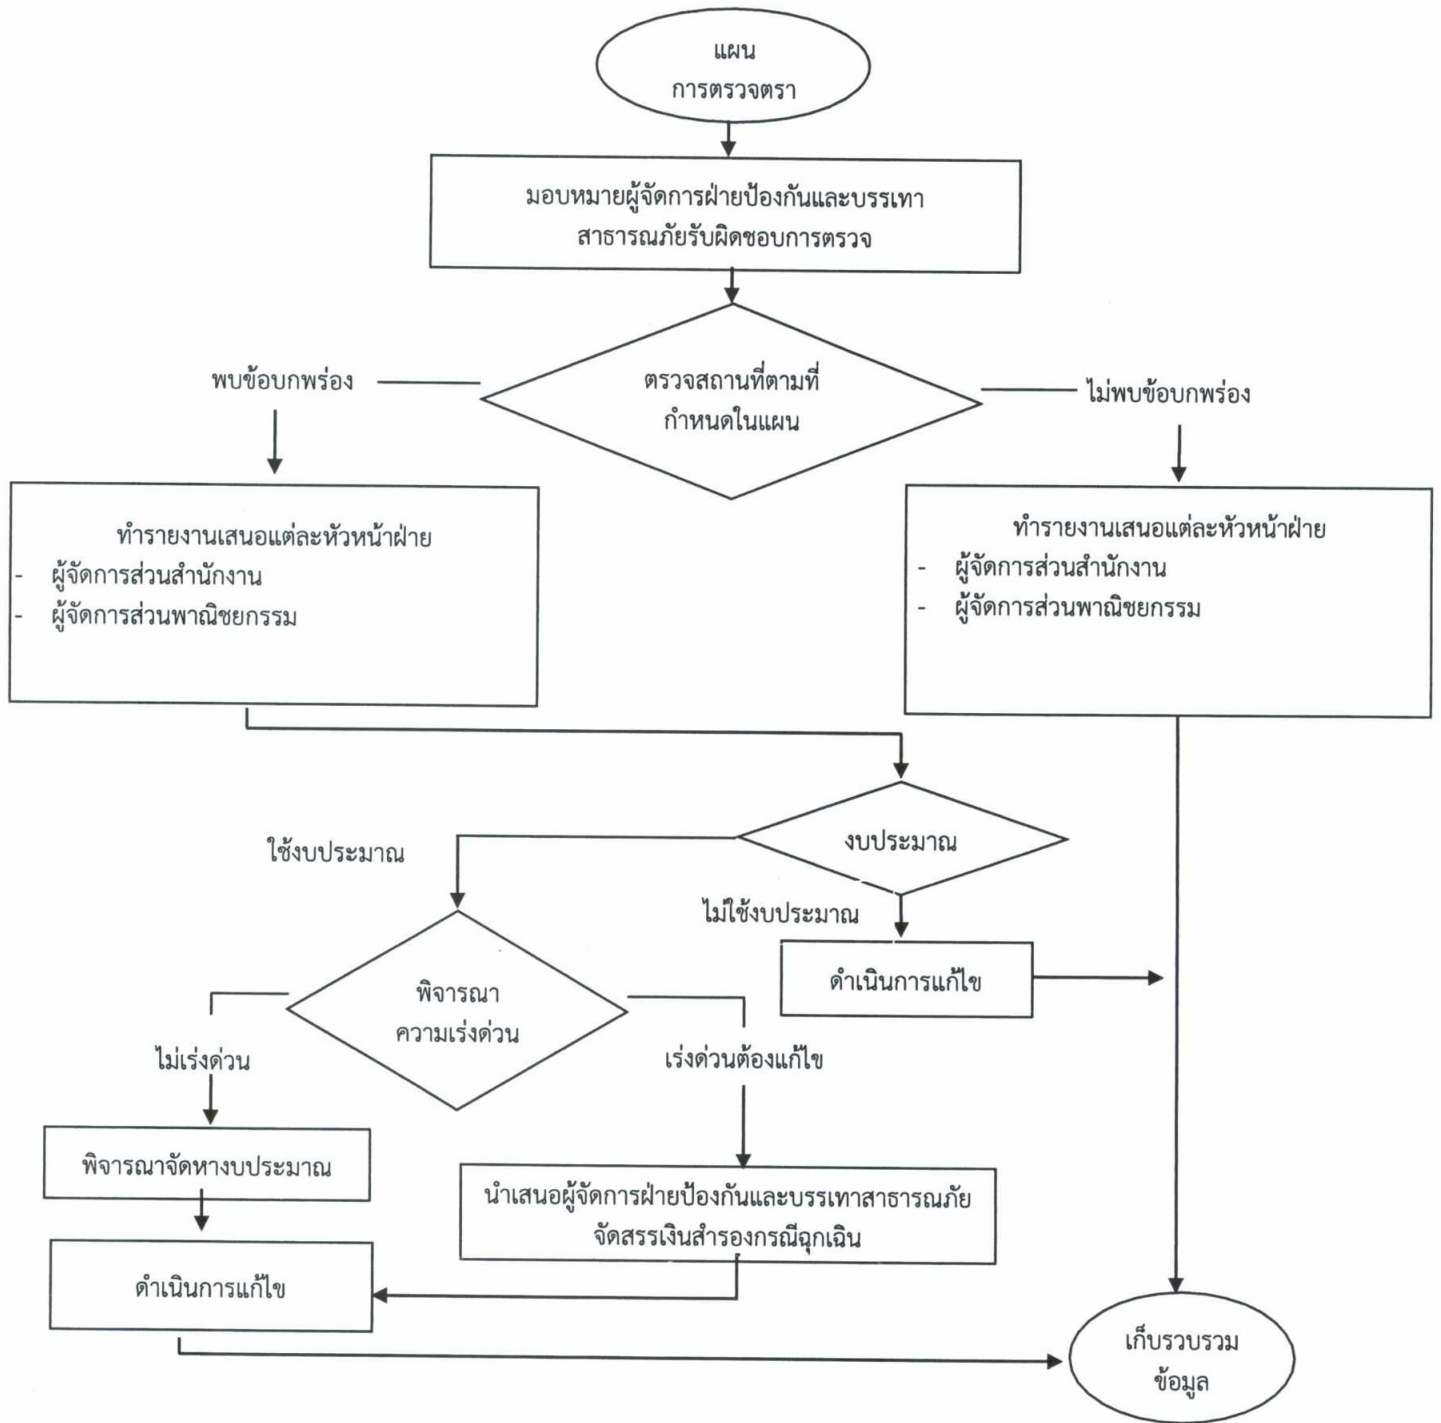 แผน
การตรวจตรา
มอบหมายผู้จัดการฝ่ายป้องกันและบรรเทา
สาธารณภัยรับผิดชอบการตรวจ
ตรวจสถานที่ตามที่
กำหนดในแผน
พบข้อบกพร่อง
ไม่พบข้อบกพร่อง
ทำรายงานเสนอแต่ละหัวหน้าฝ่าย
- ผู้จัดการส่วนสำนักงาน
- ผู้จัดการส่วนพาณิชยกรรม
ทำรายงานเสนอแต่ละหัวหน้าฝ่าย
- ผู้จัดการส่วนสำนักงาน
- ผู้จัดการส่วนพาณิชยกรรม
งบประมาณ
ใช้งบประมาณ
ไม่ใช้งบประมาณ
ดำเนินการแก้ไข
พิจารณา
ความเร่งด่วน
ไม่เร่งด่วน
เร่งด่วนต้องแก้ไข
พิจารณาจัดหางบประมาณ
นำเสนอผู้จัดการฝ่ายป้องกันและบรรเทาสาธารณภัย
จัดสรรเงินสำรองกรณีฉุกเฉิน
ดำเนินการแก้ไข
เก็บรวบรวม
ข้อมูล